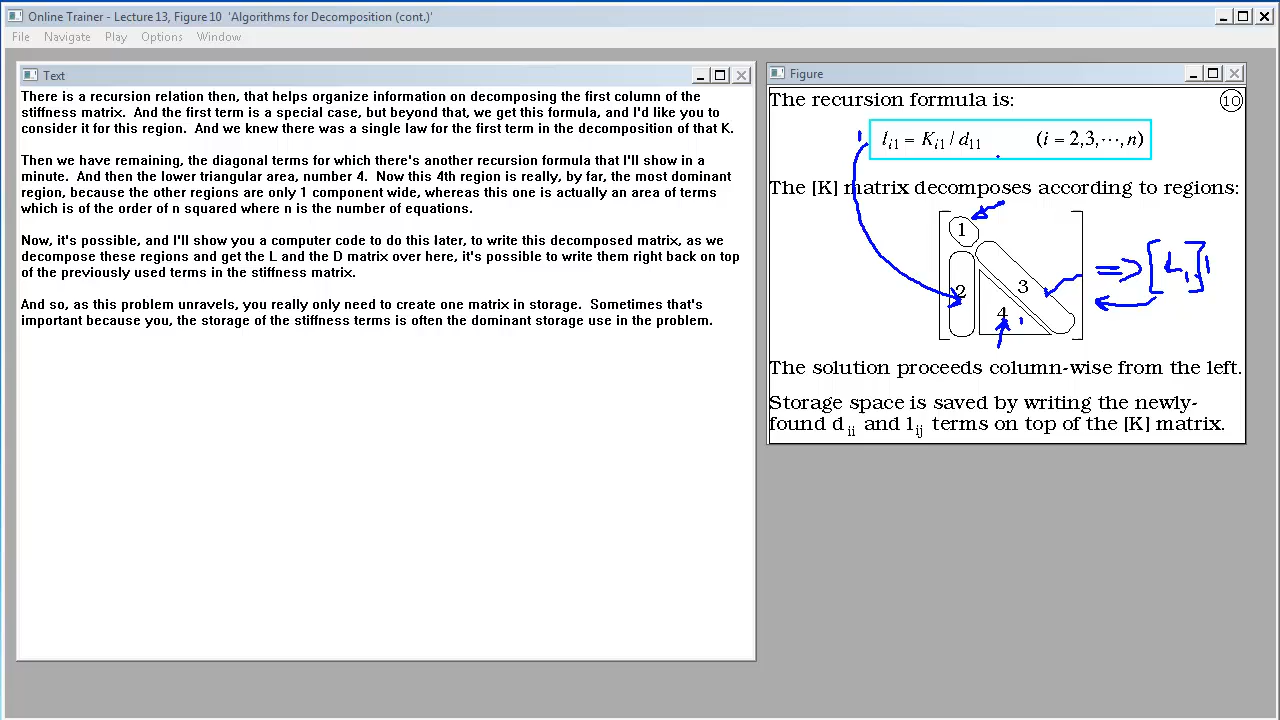 Online Trainer - Lecture 13, Figure 10 'Algorithms for Decomposition (cont.)'
File Navigate Play Options Window
Text
There is a recursion relation then, that helps organize information on decomposing the first column of the
stiffness matrix. And the first term is a special case, but beyond that, we get this formula, and I'd like you to
consider it for this region. And we knew there was a single law for the first term in the decomposition of that K.
Then we have remaining, the diagonal terms for which there's another recursion formula that I'll show in a
minute. And then the lower triangular area, number 4. Now this 4th region is really, by far, the most dominant
region, because the other regions are only 1 component wide, whereas this one is actually an area of terms
which is of the order of n squared where n is the number of equations.
Now, it's possible, and I'll show you a computer code to do this later, to write this decomposed matrix, as we
decompose these regions and get the L and the D matrix over here, it's possible to write them right back on top
of the previously used terms in the stiffness matrix.
And so, as this problem unravels, you really only need to create one matrix in storage. Sometimes that's
important because you, the storage of the stiffness terms is often the dominant storage use in the problem.
Figure
The recursion formula is:
10
l_{i1} = K_{i1} / d_{11} (i = 2,3,⋯,n)
The [K] matrix decomposes according to regions:
1
2
3
4
The solution proceeds column-wise from the left.
Storage space is saved by writing the newly-
found d_{ii} and l_{ij} terms on top of the [K] matrix.